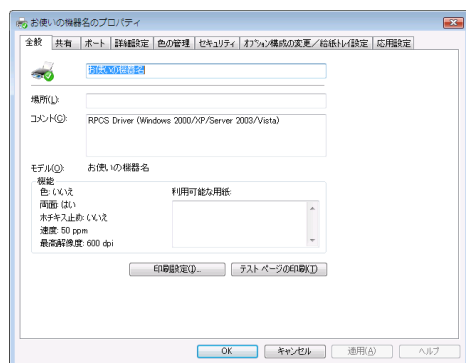 お使いの機器名のプロパティ
全般 共有 ポート 詳細設定 色の管理 セキュリティ オプション構成の変更／給紙トレイ設定 応用設定
お使いの機器名
場所(L):
コメント(C): RPCS Driver (Windows 2000/XP/Server 2003/Vista)
モデル(O): お使いの機器名
機能
色: いいえ 利用可能な用紙:
両面: はい
ホチキス止め: いいえ
速度: 50 ppm
最高解像度: 600 dpi
印刷設定(I)... テスト ページの印刷(T)
OK キャンセル 適用(A) ヘルプ